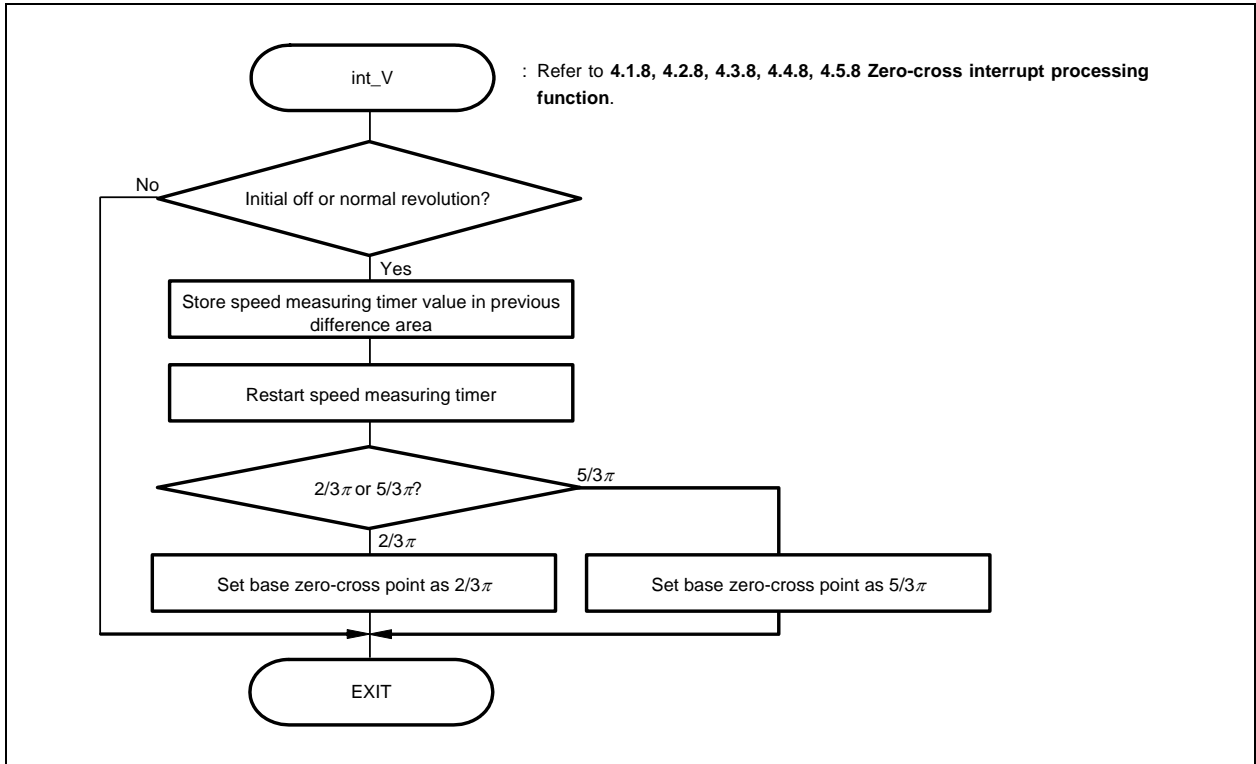 int_V
: Refer to 4.1.8, 4.2.8, 4.3.8, 4.4.8, 4.5.8 Zero-cross interrupt processing
function.
No
Initial off or normal revolution?
Yes
Store speed measuring timer value in previous
difference area
Restart speed measuring timer
5/3π
2/3π or 5/3π?
2/3π
Set base zero-cross point as 2/3π
Set base zero-cross point as 5/3π
EXIT